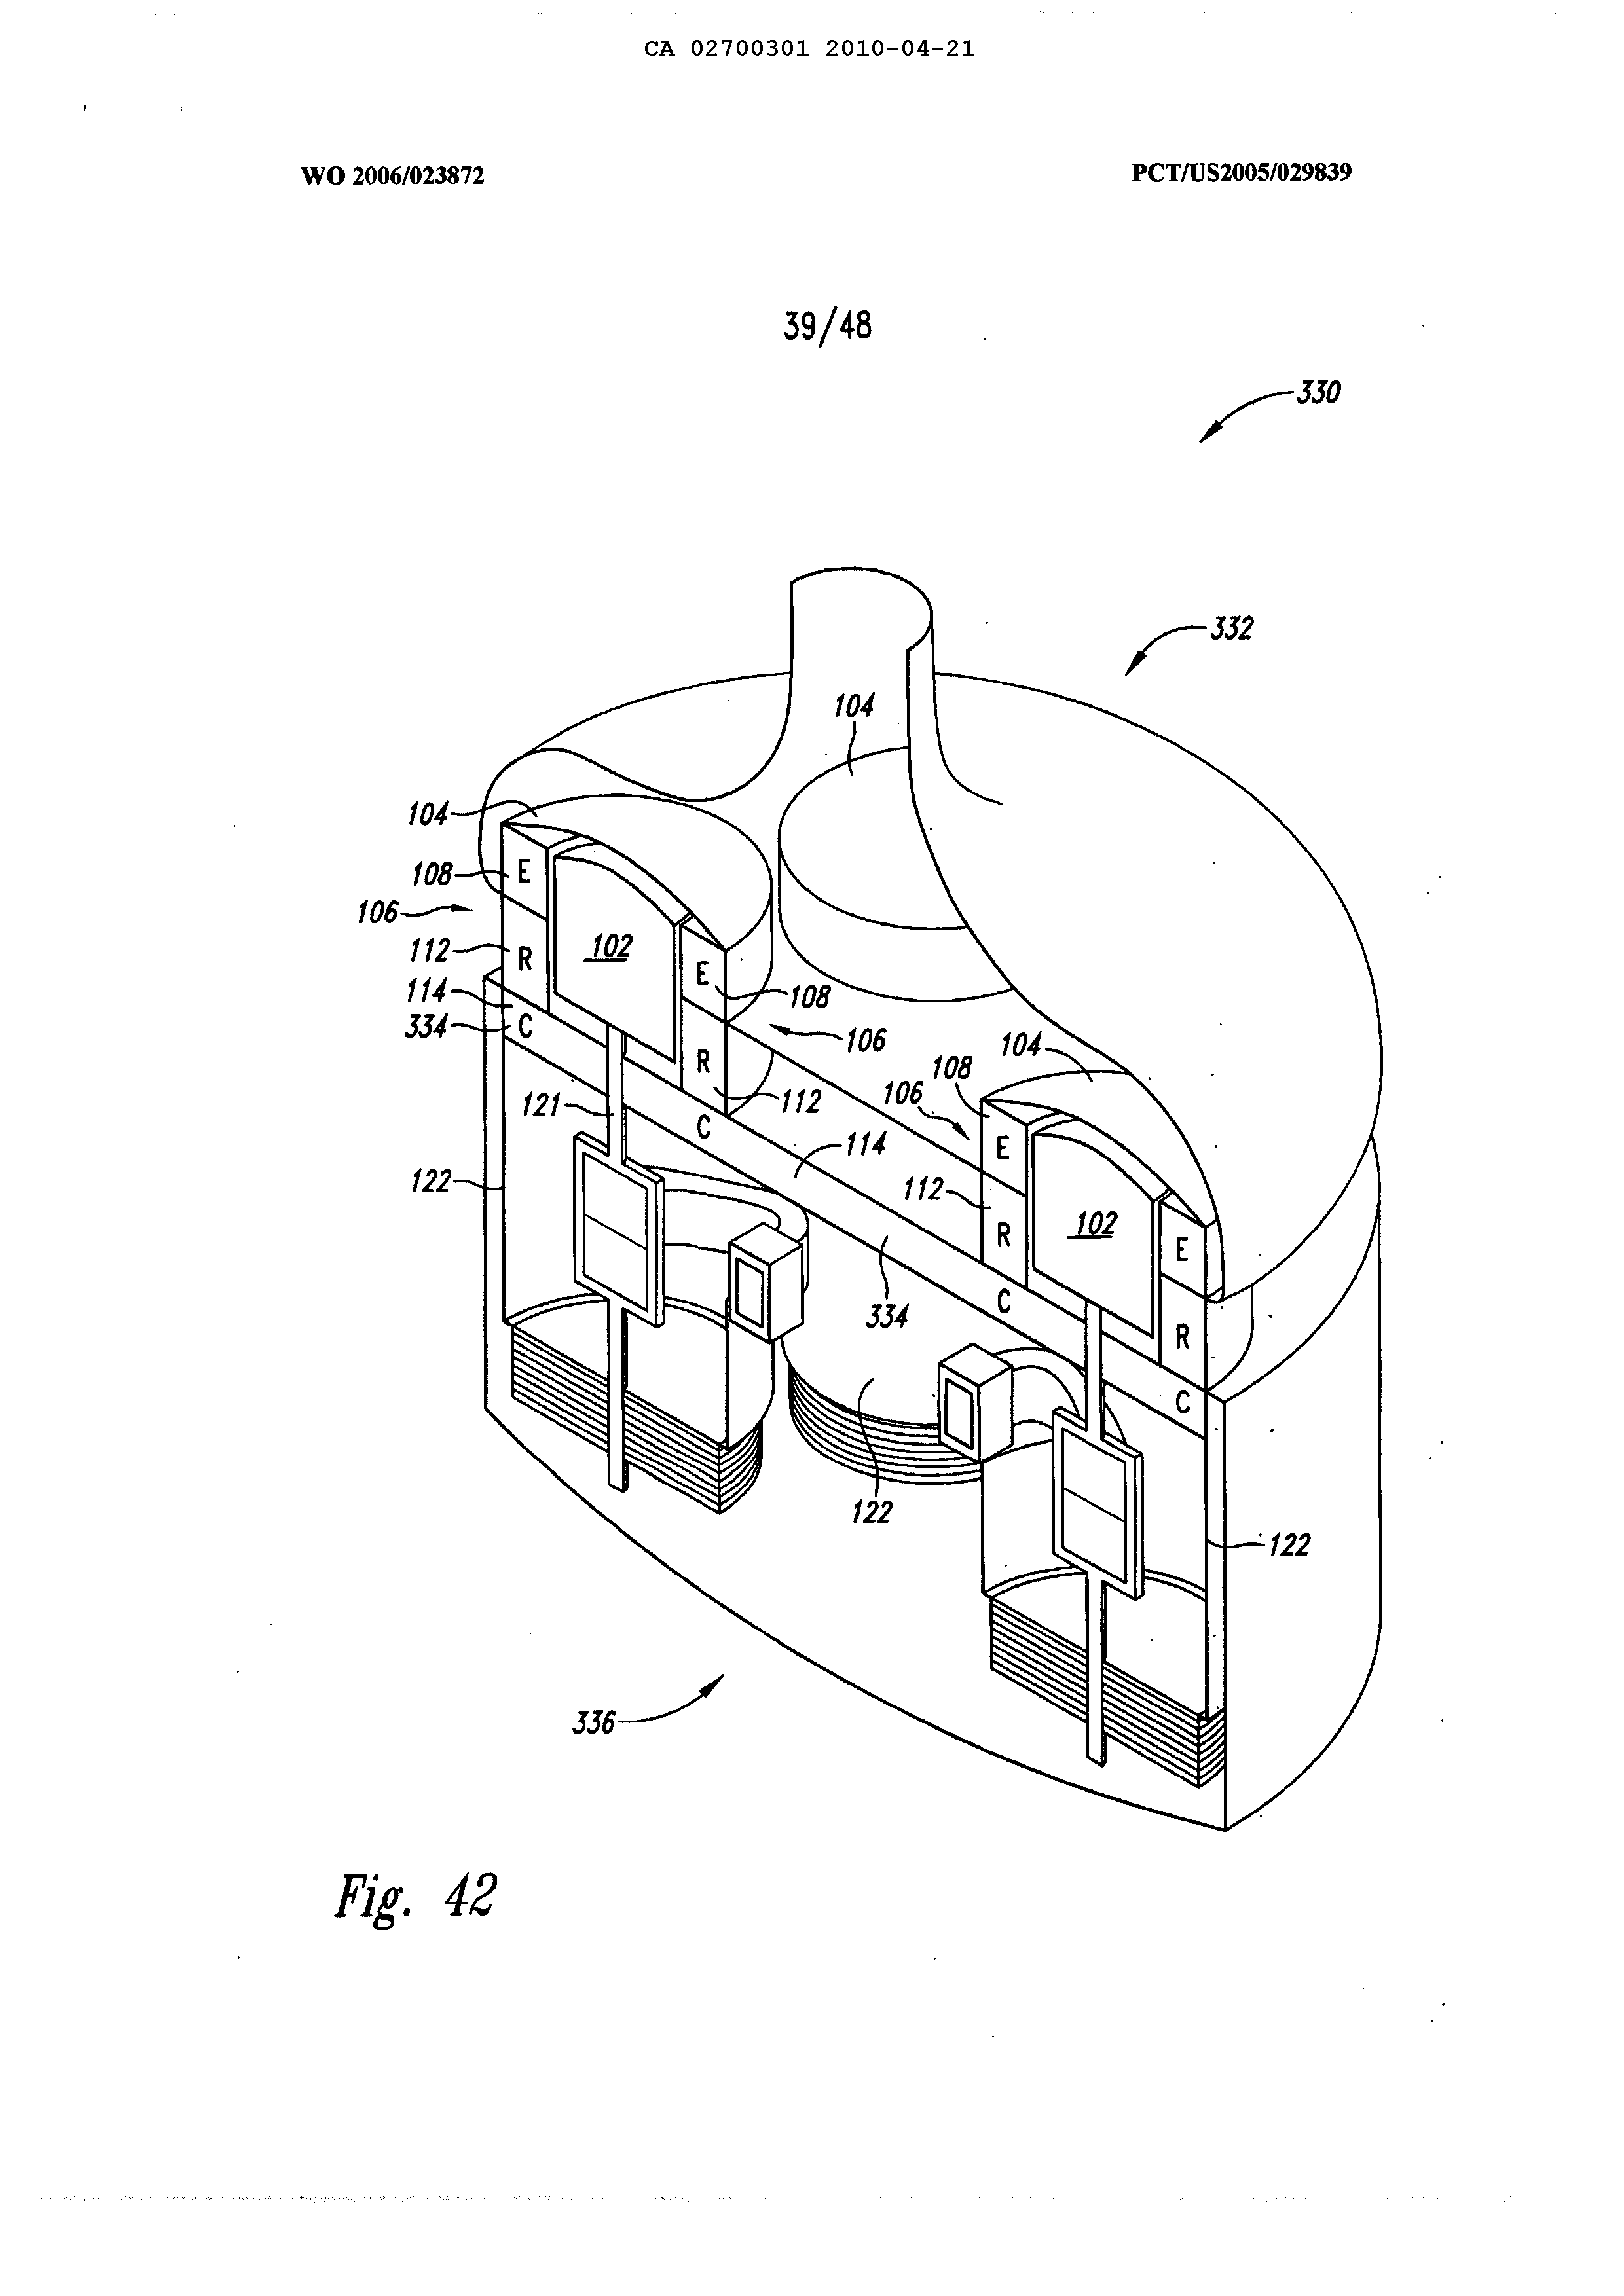 CA 02700301 2010-04-21
WO 2006/023872 PCT/US2005/029839
39/48
330
332
104
104
108 E
106
112 R 102 E 108
114
334 C R 106 104
108
112 106
121 C
114 E
122 112 R 102 E
334 C R
C
122
122
336
Fig. 42